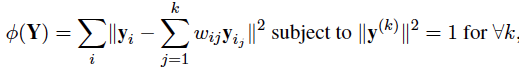 ϕ(Y) = ∑_i ‖y_i − ∑_{j=1}^{k} w_{ij} y_{i_j}‖² subject to ‖y^{(k)}‖² = 1 for ∀k,